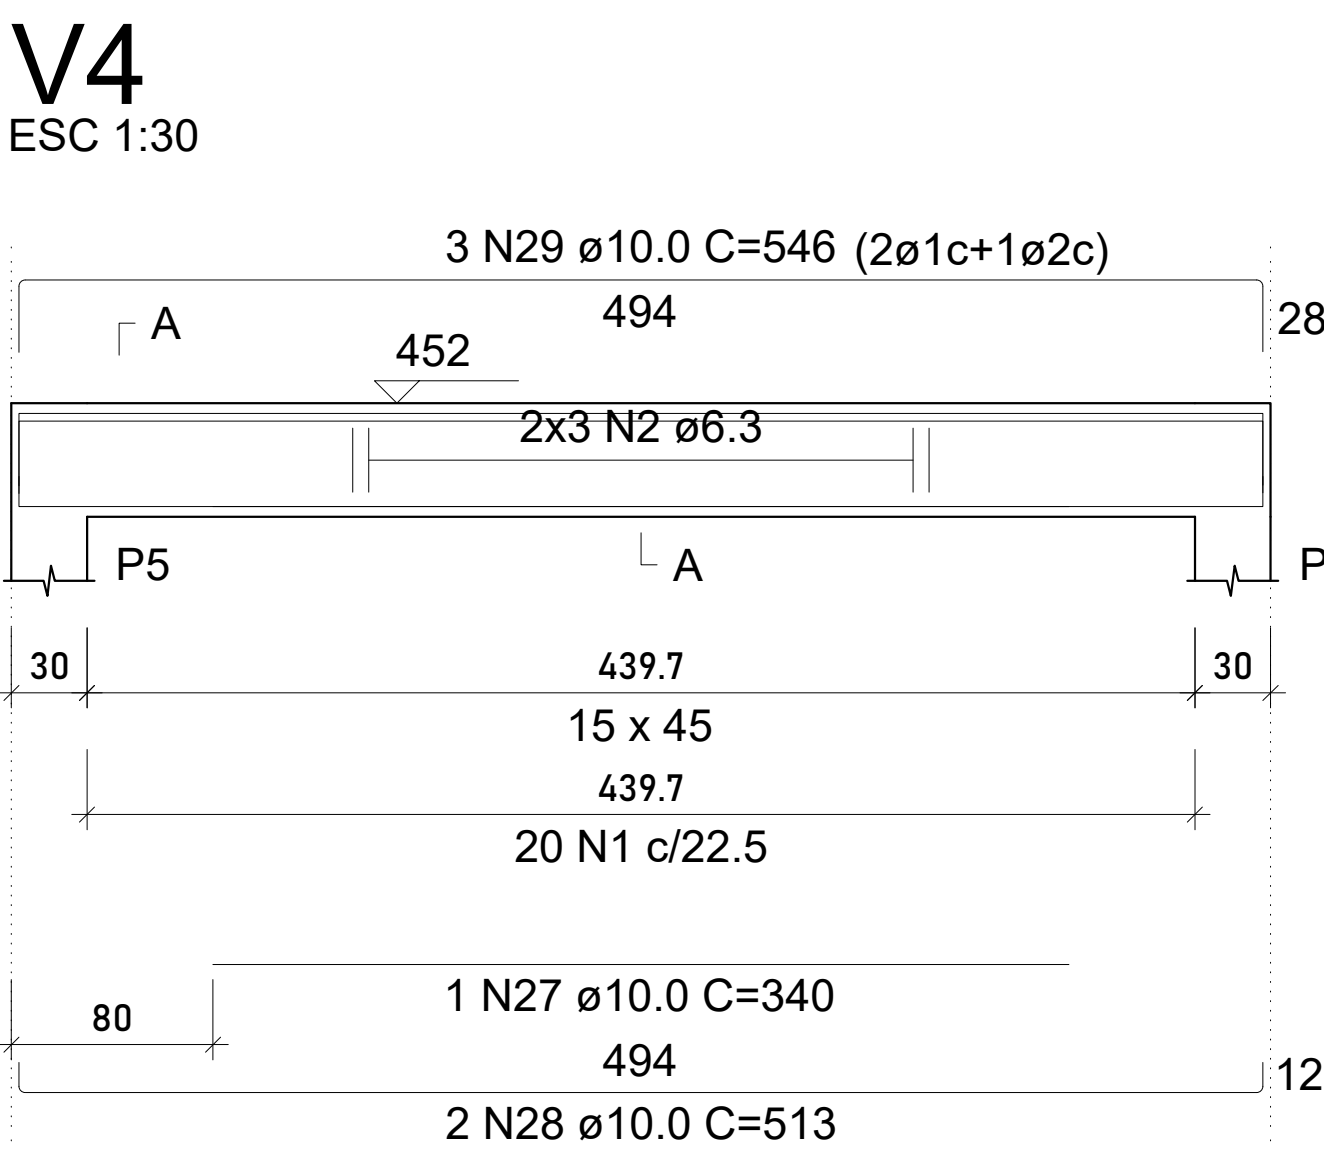 V4
ESC 1:30
3 N29 ø10.0 C=546 (2ø1c+1ø2c)
494
28
A
452
2x3 N2 ø6.3
P5
A
P
30
439.7
30
15 x 45
439.7
20 N1 c/22.5
1 N27 ø10.0 C=340
80
494
12
2 N28 ø10.0 C=513